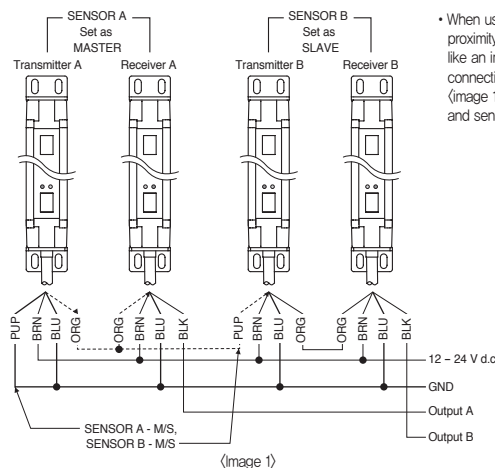 SENSOR A
Set as
MASTER
SENSOR B
Set as
SLAVE
Transmitter A
Receiver A
Transmitter B
Receiver B
PUP
BRN
BLU
ORG
ORG
BRN
BLU
BLK
PUP
BRN
BLU
ORG
ORG
BRN
BLU
BLK
12 – 24 V d.c
GND
Output A
Output B
SENSOR A - M/S,
SENSOR B - M/S
〈Image 1〉
• When us
proximity
like an in
connecti
〈image 1
and sen